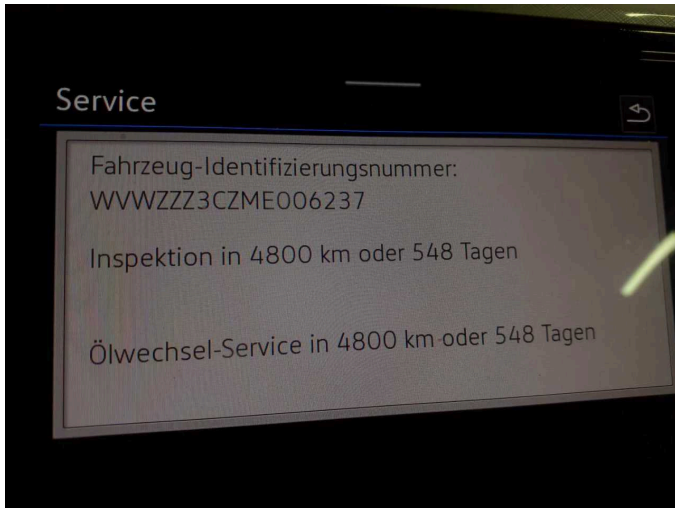 Service
Fahrzeug-Identifizierungsnummer:
WVWZZZ3CZME006237
Inspektion in 4800 km oder 548 Tagen
Ölwechsel-Service in 4800 km oder 548 Tagen